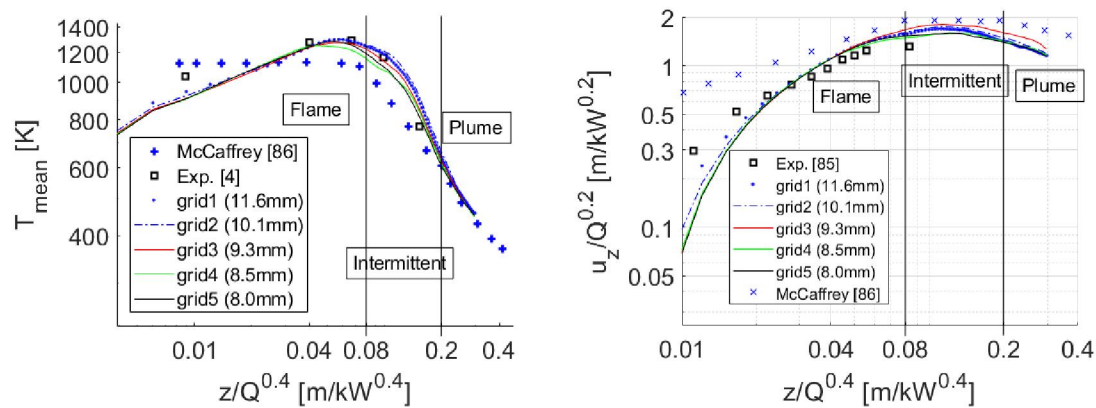 1400
1200
1000
800
600
400
T_mean [K]
Flame
Plume
Intermittent
McCaffrey [86]
Exp. [4]
grid1 (11.6mm)
grid2 (10.1mm)
grid3 (9.3mm)
grid4 (8.5mm)
grid5 (8.0mm)
0.01 0.04 0.08 0.2 0.4
z/Q^0.4 [m/kW^0.4]
2
1
0.5
0.3
0.1
0.05
u_z/Q^0.2 [m/kW^0.2]
Flame
Intermittent
Plume
Exp. [85]
grid1 (11.6mm)
grid2 (10.1mm)
grid3 (9.3mm)
grid4 (8.5mm)
grid5 (8.0mm)
McCaffrey [86]
0.01 0.04 0.08 0.2 0.4
z/Q^0.4 [m/kW^0.4]